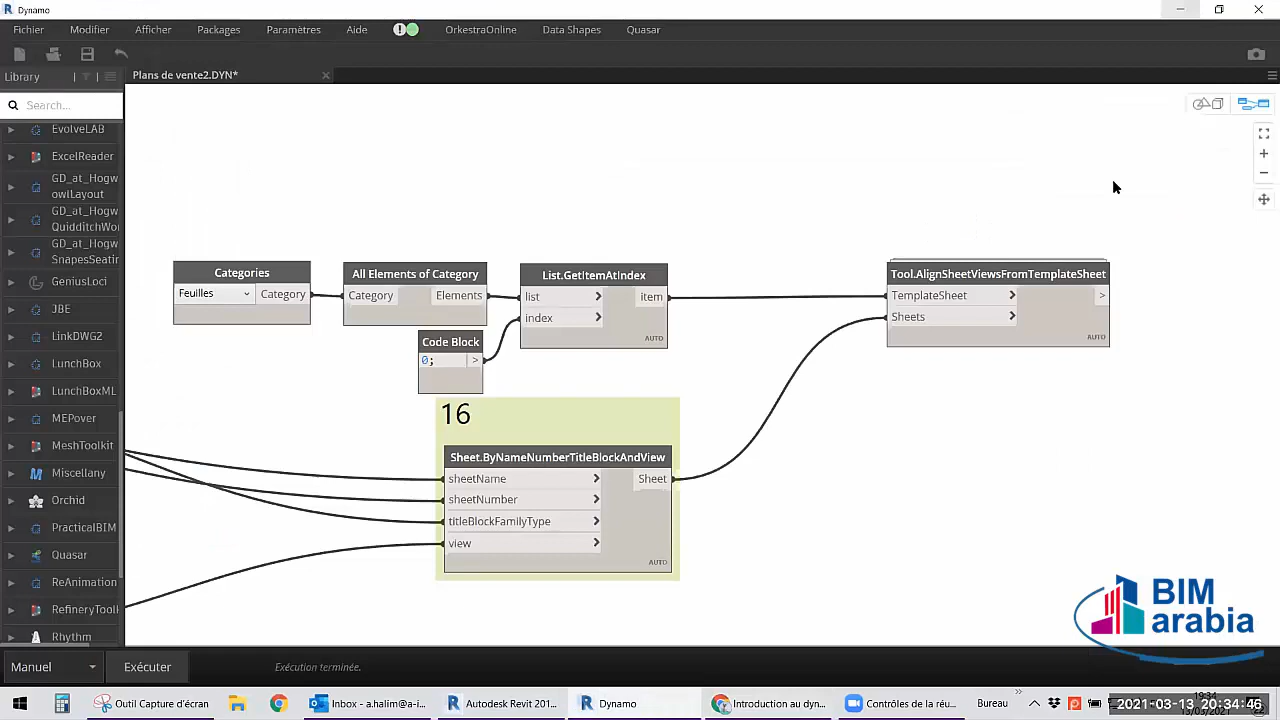 Dynamo
Fichier Modifier Afficher Packages Paramètres Aide OrkestraOnline Data Shapes Quasar
Library
Plans de vente2.DYN*
Search...
EvolveLAB
ExcelReader
GD_at_Hogw
owlLayout
GD_at_Hogw
QuidditchWo
GD_at_Hogw
SnapesSeatin
GeniusLoci
JBE
LinkDWG2
LunchBox
LunchBoxML
MEPover
MeshToolkit
Miscellany
Orchid
PracticalBIM
Quasar
ReAnimation
RefineryToolk
Rhythm
Categories
Feuilles
Category
All Elements of Category
Category
Elements
List.GetItemAtIndex
list
item
index
AUTO
Code Block
0;
>
Tool.AlignSheetViewsFromTemplateSheet
TemplateSheet
>
Sheets
AUTO
16
Sheet.ByNameNumberTitleBlockAndView
sheetName
Sheet
sheetNumber
titleBlockFamilyType
view
AUTO
BIM
arabia
Manuel
Exécuter
Exécution terminée.
Outil Capture d'écran
Inbox -
Autodesk Revit 201
Dynamo
Introduction au dyn...
Contrôles de la réu...
Bureau
19:34
2021-03-13 20:34:46